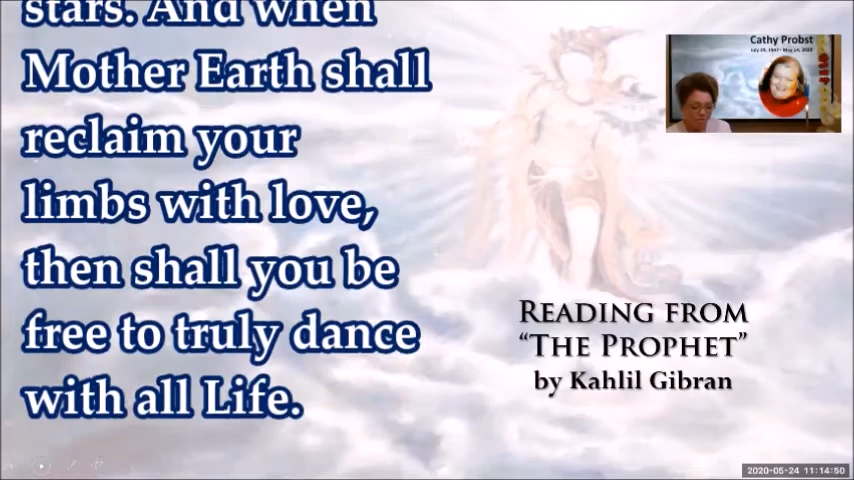 stars. And when
Mother Earth shall
reclaim your
limbs with love,
then shall you be
free to truly dance
with all Life.
READING FROM
“THE PROPHET”
by Kahlil Gibran
Cathy Probst
2020-05-24 11:14:50